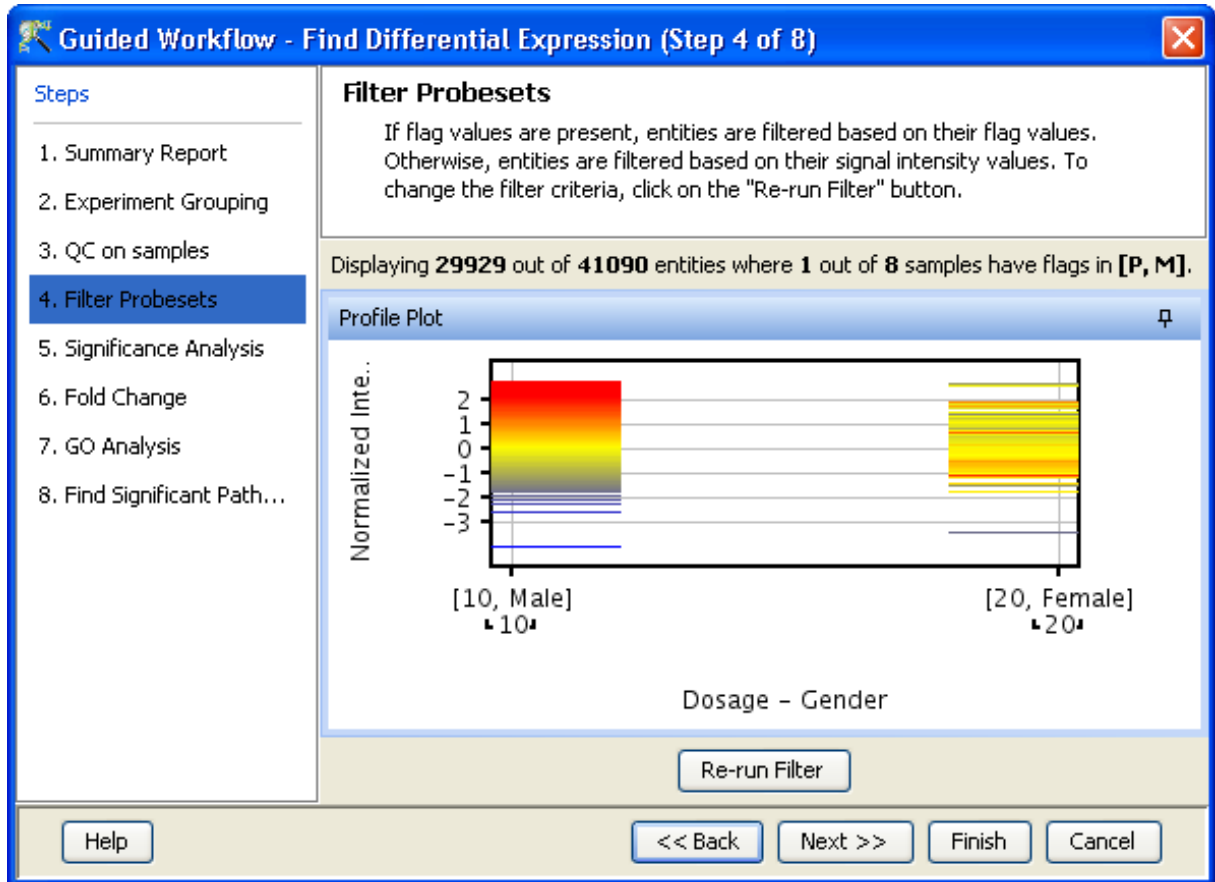 Guided Workflow - Find Differential Expression (Step 4 of 8)
Steps
1. Summary Report
2. Experiment Grouping
3. QC on samples
4. Filter Probesets
5. Significance Analysis
6. Fold Change
7. GO Analysis
8. Find Significant Path...
Filter Probesets
If flag values are present, entities are filtered based on their flag values.
Otherwise, entities are filtered based on their signal intensity values. To
change the filter criteria, click on the "Re-run Filter" button.
Displaying 29929 out of 41090 entities where 1 out of 8 samples have flags in [P, M].
Profile Plot
Normalized Inte..
2
1
0
-1
-2
-3
[10, Male]
[20, Female]
10
20
Dosage - Gender
Re-run Filter
Help
<< Back
Next >>
Finish
Cancel